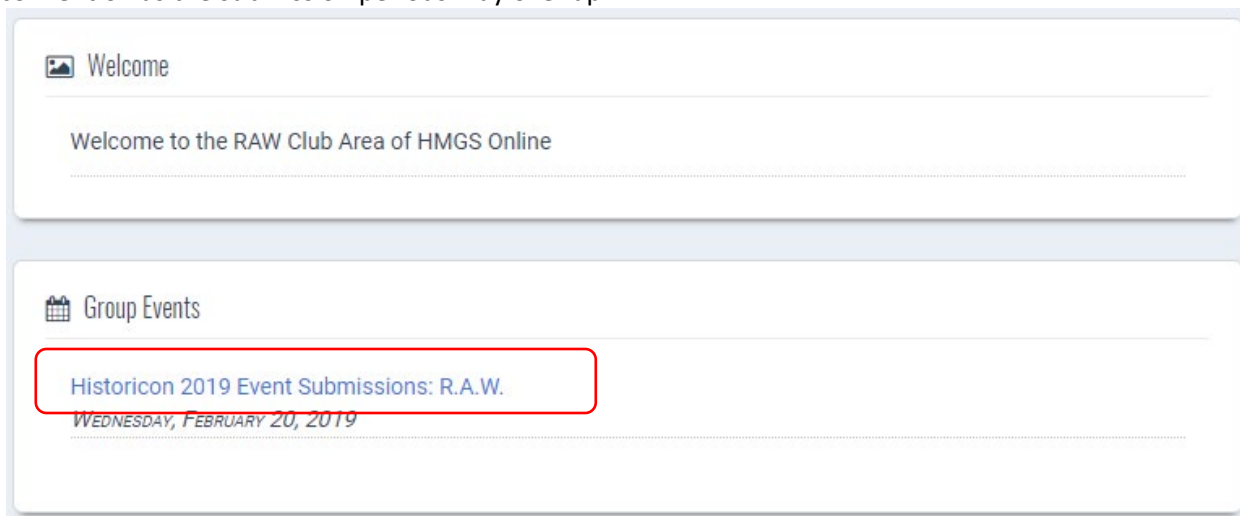 Welcome
Welcome to the RAW Club Area of HMGS Online
Group Events
Historicon 2019 Event Submissions: R.A.W.
WEDNESDAY, FEBRUARY 20, 2019